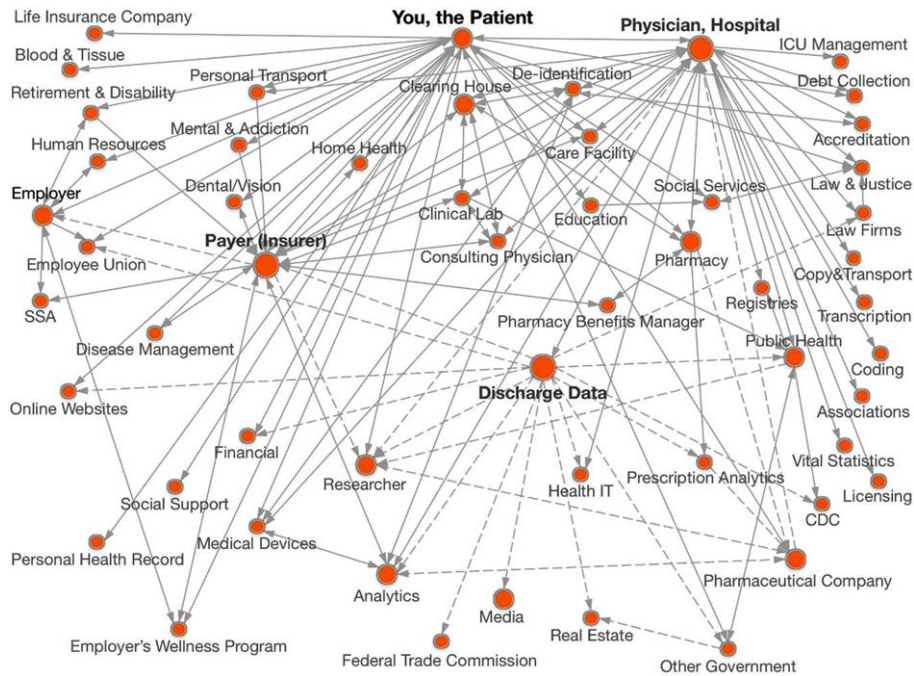 Life Insurance Company
You, the Patient
Physician, Hospital
Blood & Tissue
ICU Management
Personal Transport
De-identification
Retirement & Disability
Clearing House
Debt Collection
Mental & Addiction
Human Resources
Home Health
Care Facility
Accreditation
Employer
Dental/Vision
Social Services
Law & Justice
Clinical Lab
Education
Payer (Insurer)
Law Firms
Employee Union
Consulting Physician
Pharmacy
Copy&Transport
Registries
SSA
Pharmacy Benefits Manager
Transcription
Disease Management
Public Health
Coding
Discharge Data
Online Websites
Associations
Financial
Vital Statistics
Researcher
Health IT
Prescription Analytics
Licensing
Social Support
CDC
Personal Health Record
Medical Devices
Pharmaceutical Company
Analytics
Media
Real Estate
Employer's Wellness Program
Federal Trade Commission
Other Government